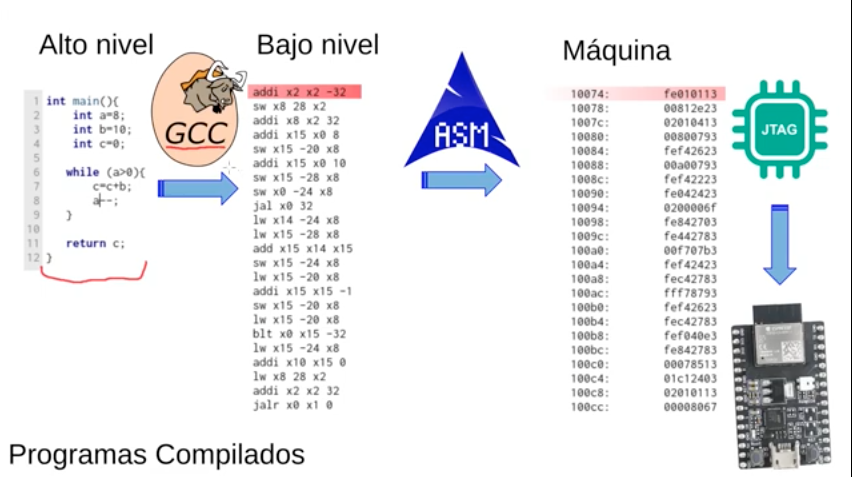 Alto nivel
Bajo nivel
Máquina
1 int main(){
2 int a=8;
3 int b=10;
4 int c=0;
5
6 while (a>0){
7 c=c+b;
8 a--;
9 }
10
11 return c;
12 }
GCC
addi x2 x2 -32
sw x8 28 x2
addi x8 x2 32
addi x15 x0 8
sw x15 -20 x8
addi x15 x0 10
sw x15 -28 x8
sw x0 -24 x8
jal x0 32
lw x14 -24 x8
lw x15 -28 x8
add x15 x14 x15
sw x15 -24 x8
lw x15 -20 x8
addi x15 x15 -1
sw x15 -20 x8
lw x15 -20 x8
blt x0 x15 -32
lw x15 -24 x8
addi x10 x15 0
lw x8 28 x2
addi x2 x2 32
jalr x0 x1 0
ASM
10074: fe010113
10078: 00812e23
1007c: 02010413
10080: 00800793
10084: fef42623
10088: 00a00793
1008c: fef42223
10090: fe042423
10094: 0200006f
10098: fe842703
1009c: fe442783
100a0: 00f707b3
100a4: fef42423
100a8: fec42783
100ac: fff78793
100b0: fef42623
100b4: fec42783
100b8: fef040e3
100bc: fe842783
100c0: 00078513
100c4: 01c12403
100c8: 02010113
100cc: 00008067
JTAG
Programas Compilados